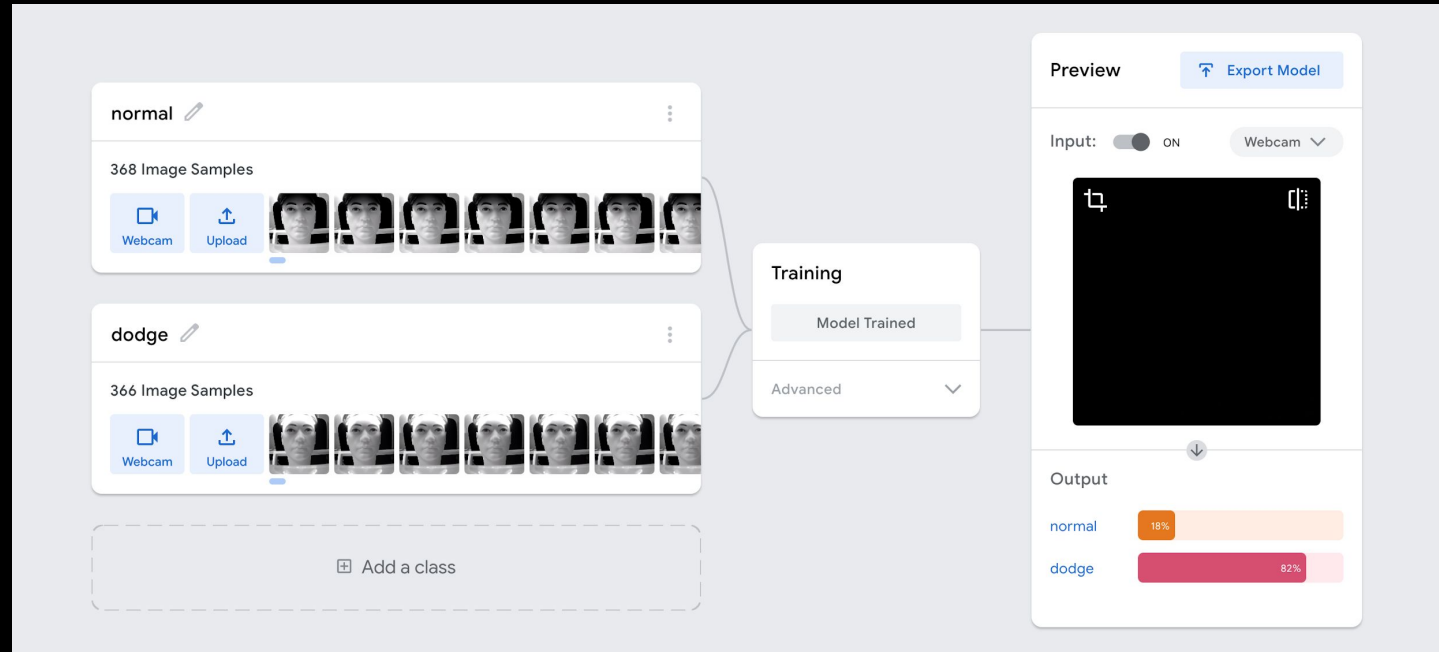 normal
368 Image Samples
Webcam
Upload
dodge
366 Image Samples
Webcam
Upload
Add a class
Training
Model Trained
Advanced
Preview
Export Model
Input:
ON
Webcam
Output
normal
18%
dodge
82%